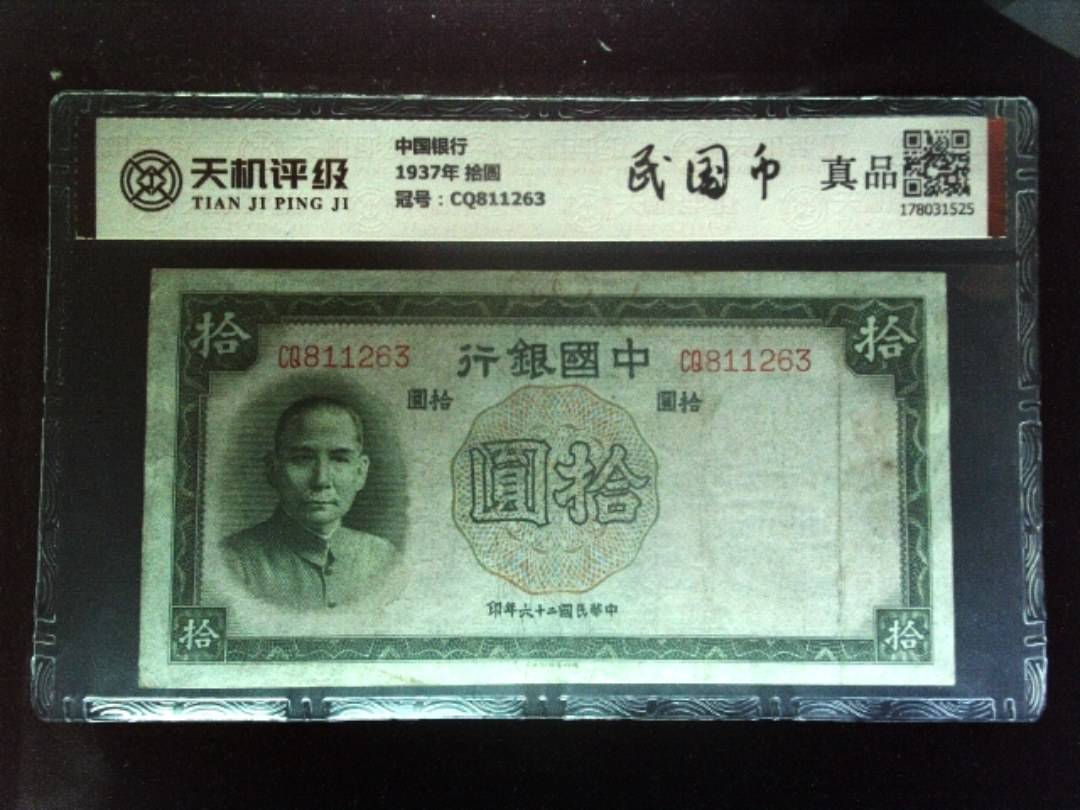 天机评级
TIAN JI PING JI
中国银行
1937年 拾圆
冠号：CQ811263
民国币
真品
178031525
拾
拾
CQ811263
行銀國中
CQ811263
圓拾
圓拾
圓拾
印年六十二國民華中
拾
拾